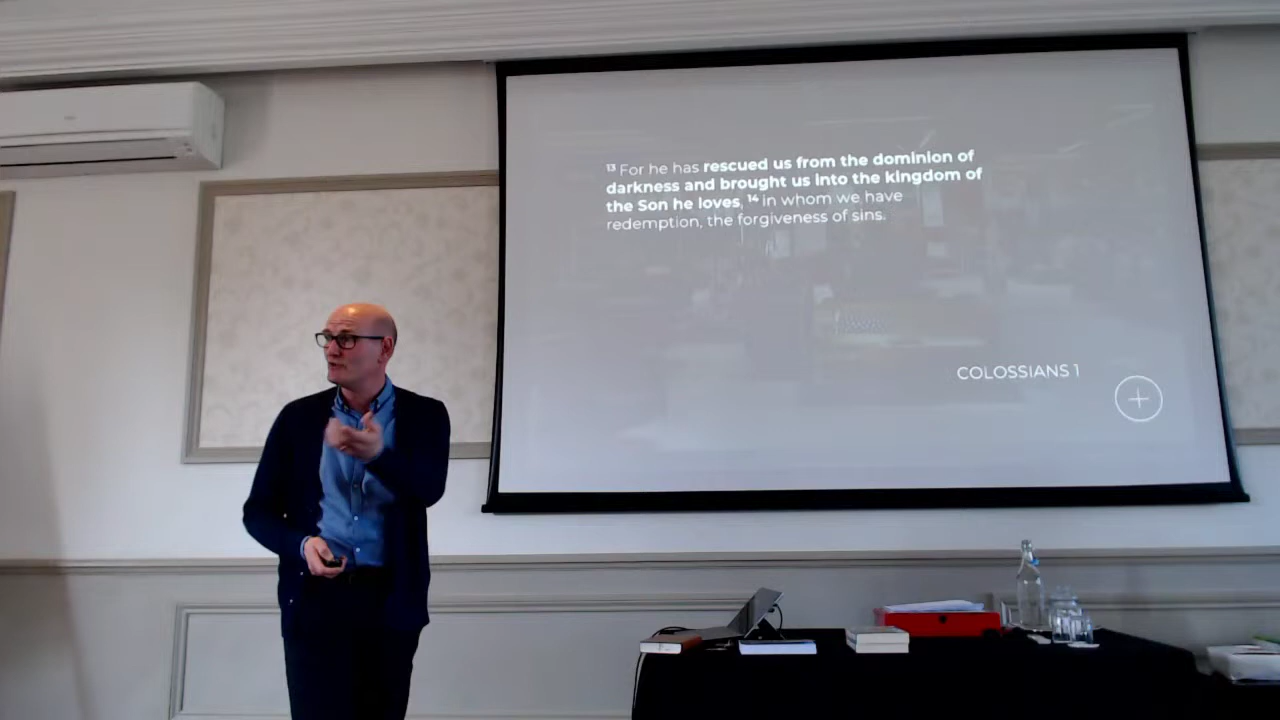 ¹³ For he has rescued us from the dominion of
darkness and brought us into the kingdom of
the Son he loves, ¹⁴ in whom we have
redemption, the forgiveness of sins.
COLOSSIANS 1